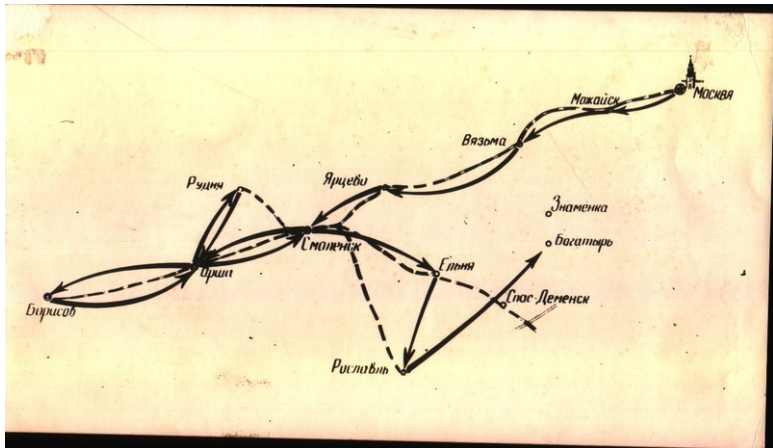 Москва
Можайск
Вязьма
Ярцево
Рудня
Знаменка
Смоленск
Богатырь
Орша
Ельня
Борисов
Спас-Деменск
Рославль